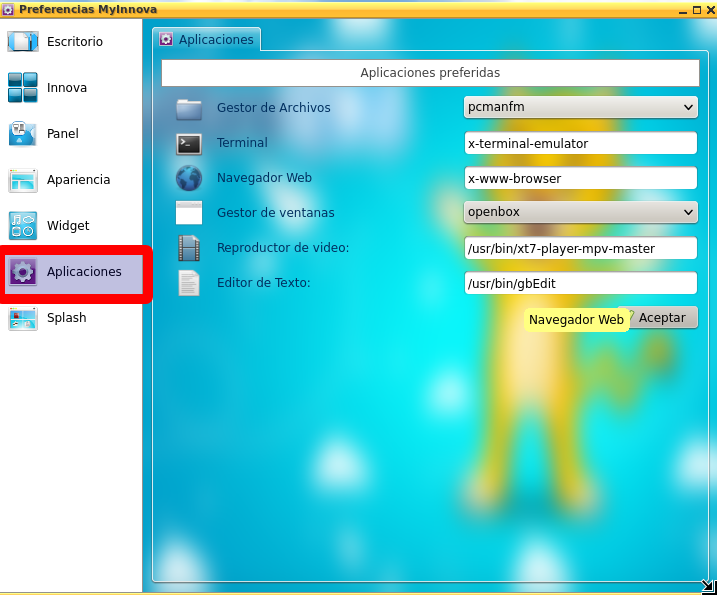 Preferencias MyInnova
Escritorio
Innova
Panel
Apariencia
Widget
Aplicaciones
Splash
Aplicaciones
Aplicaciones preferidas
Gestor de Archivos
pcmanfm
Terminal
x-terminal-emulator
Navegador Web
x-www-browser
Gestor de ventanas
openbox
Reproductor de video:
/usr/bin/xt7-player-mpv-master
Editor de Texto:
/usr/bin/gbEdit
Navegador Web
Aceptar